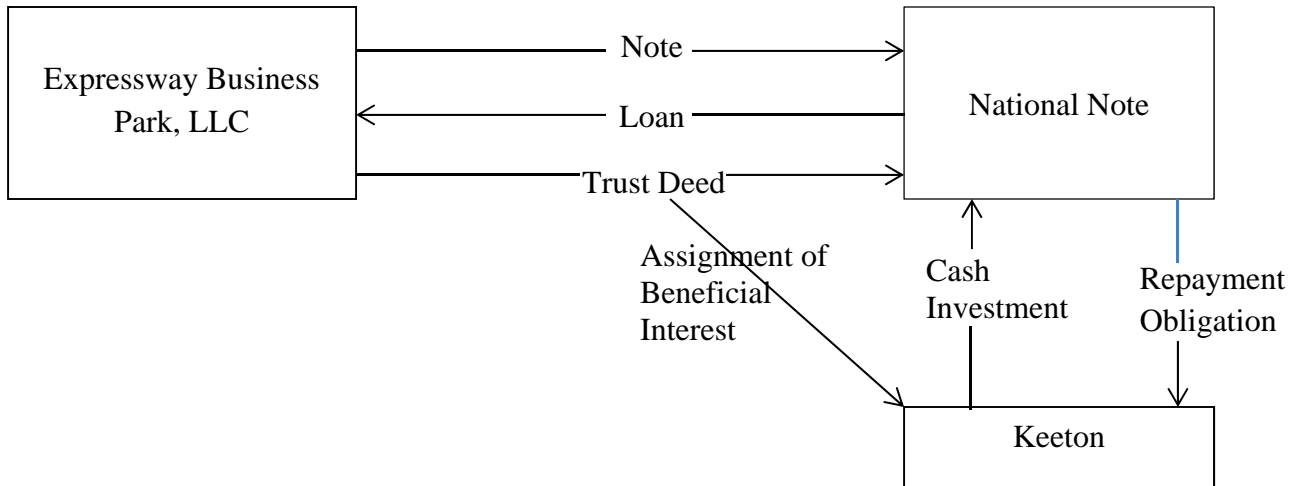 Expressway Business
Park, LLC
Note
Loan
Trust Deed
National Note
Assignment of
Beneficial
Interest
Cash
Investment
Repayment
Obligation
Keeton